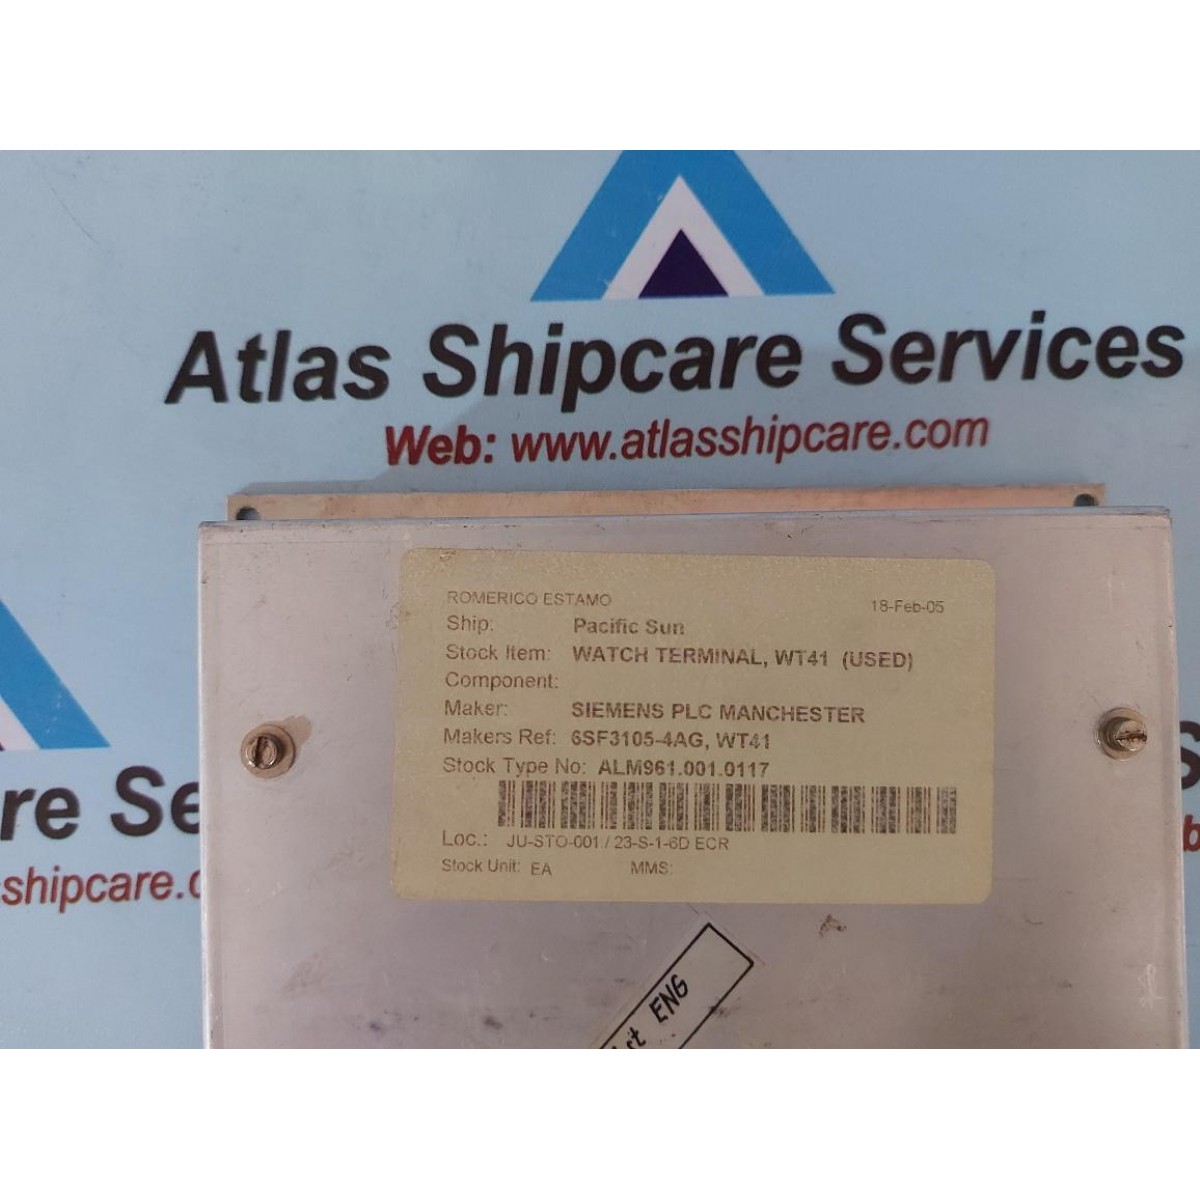 Atlas Shipcare Services
Web: www.atlasshipcare.com
ROMERICO ESTAMO 18-Feb-05
Ship: Pacific Sun
Stock Item: WATCH TERMINAL, WT41 (USED)
Component:
Maker: SIEMENS PLC MANCHESTER
Makers Ref: 6SF3105-4AG, WT41
Stock Type No: ALM961.001.0117
Loc.: JU-STO-001 / 23-S-1-6D ECR
Stock Unit: EA MMS:
re Se
shipcare.c
ENG